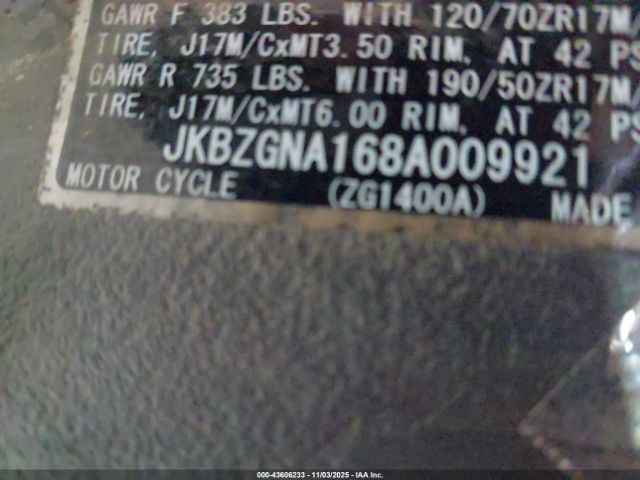 GAWR F 383 LBS. WITH 120/70ZR17M/
TIRE, J17M/CxMT3.50 RIM, AT 42 PS
GAWR R 735 LBS. WITH 190/50ZR17M/
TIRE, J17M/CxMT6.00 RIM, AT 42 PS
JKBZGNA168A009921
MOTOR CYCLE (ZG1400A) MADE
000-43606233 - 11/03/2025 - IAA Inc.